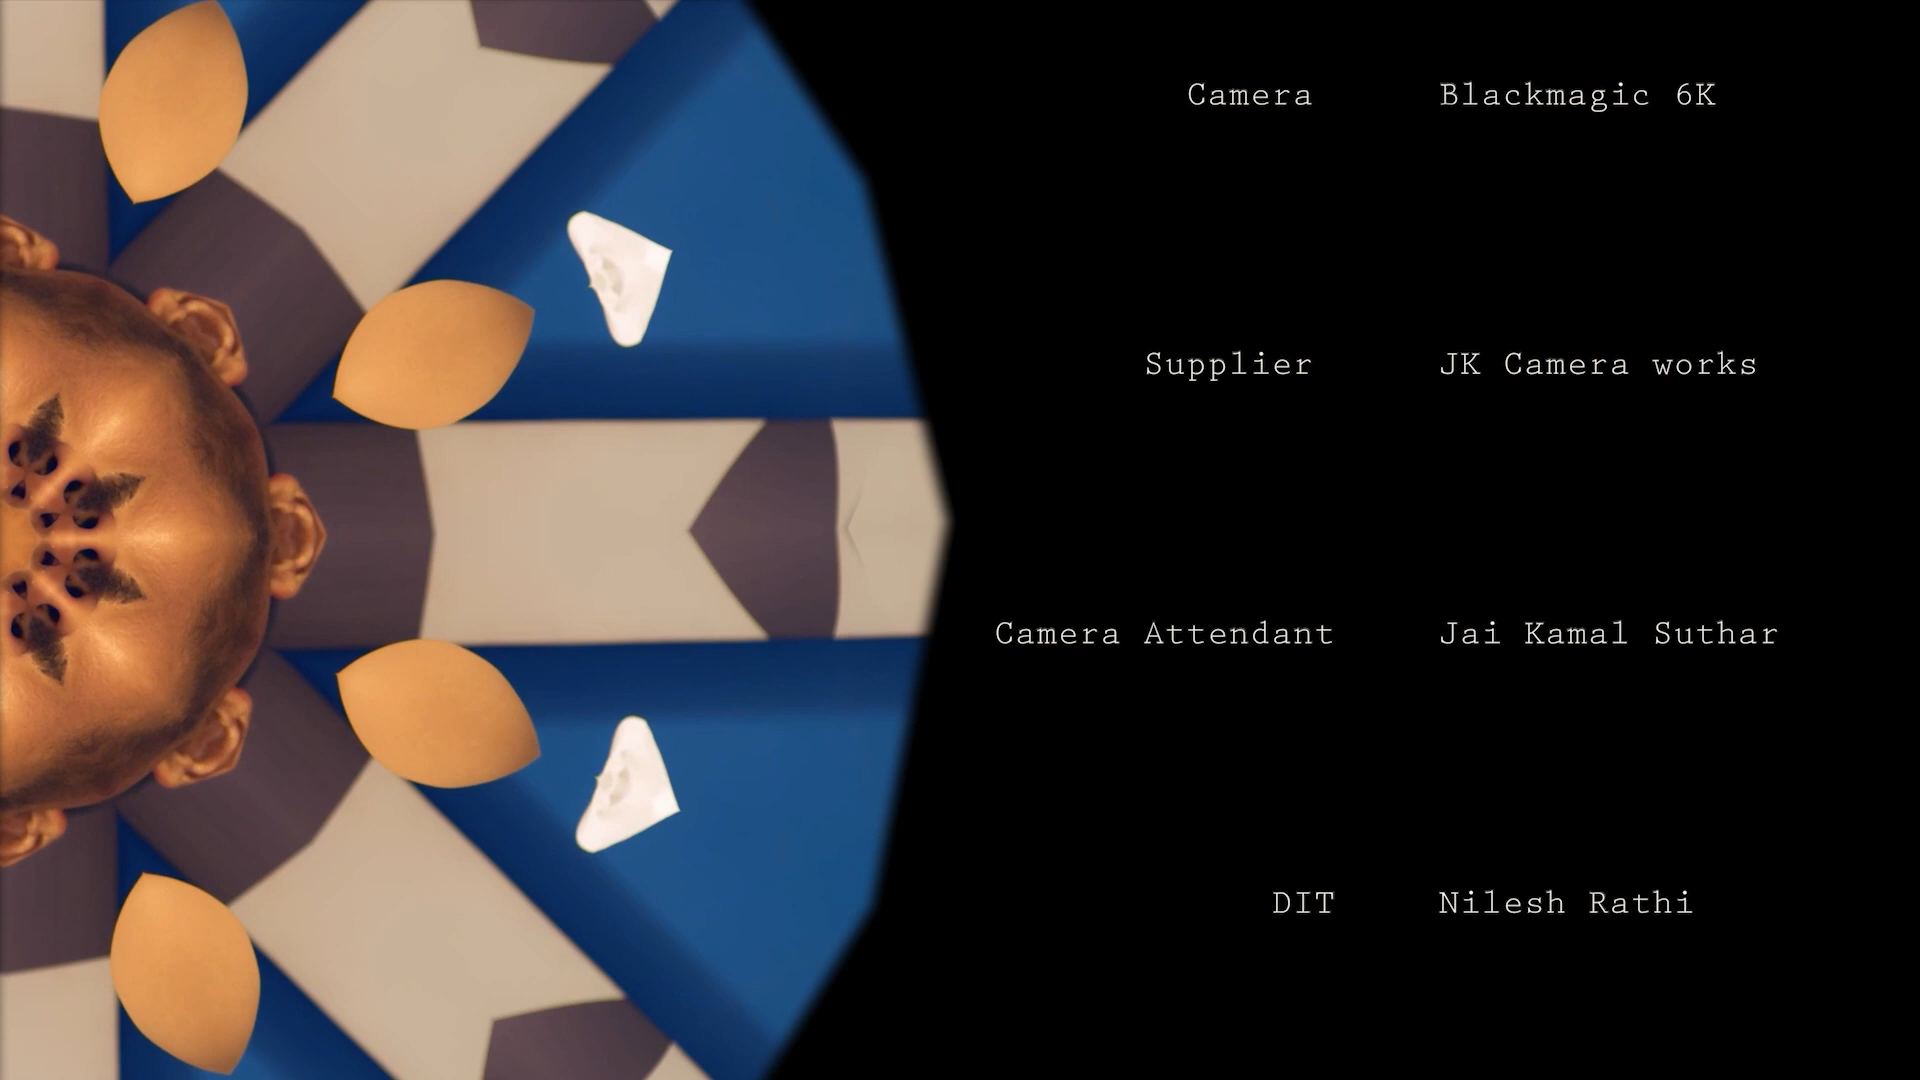 Camera Blackmagic 6K
Supplier JK Camera works
Camera Attendant Jai Kamal Suthar
DIT Nilesh Rathi